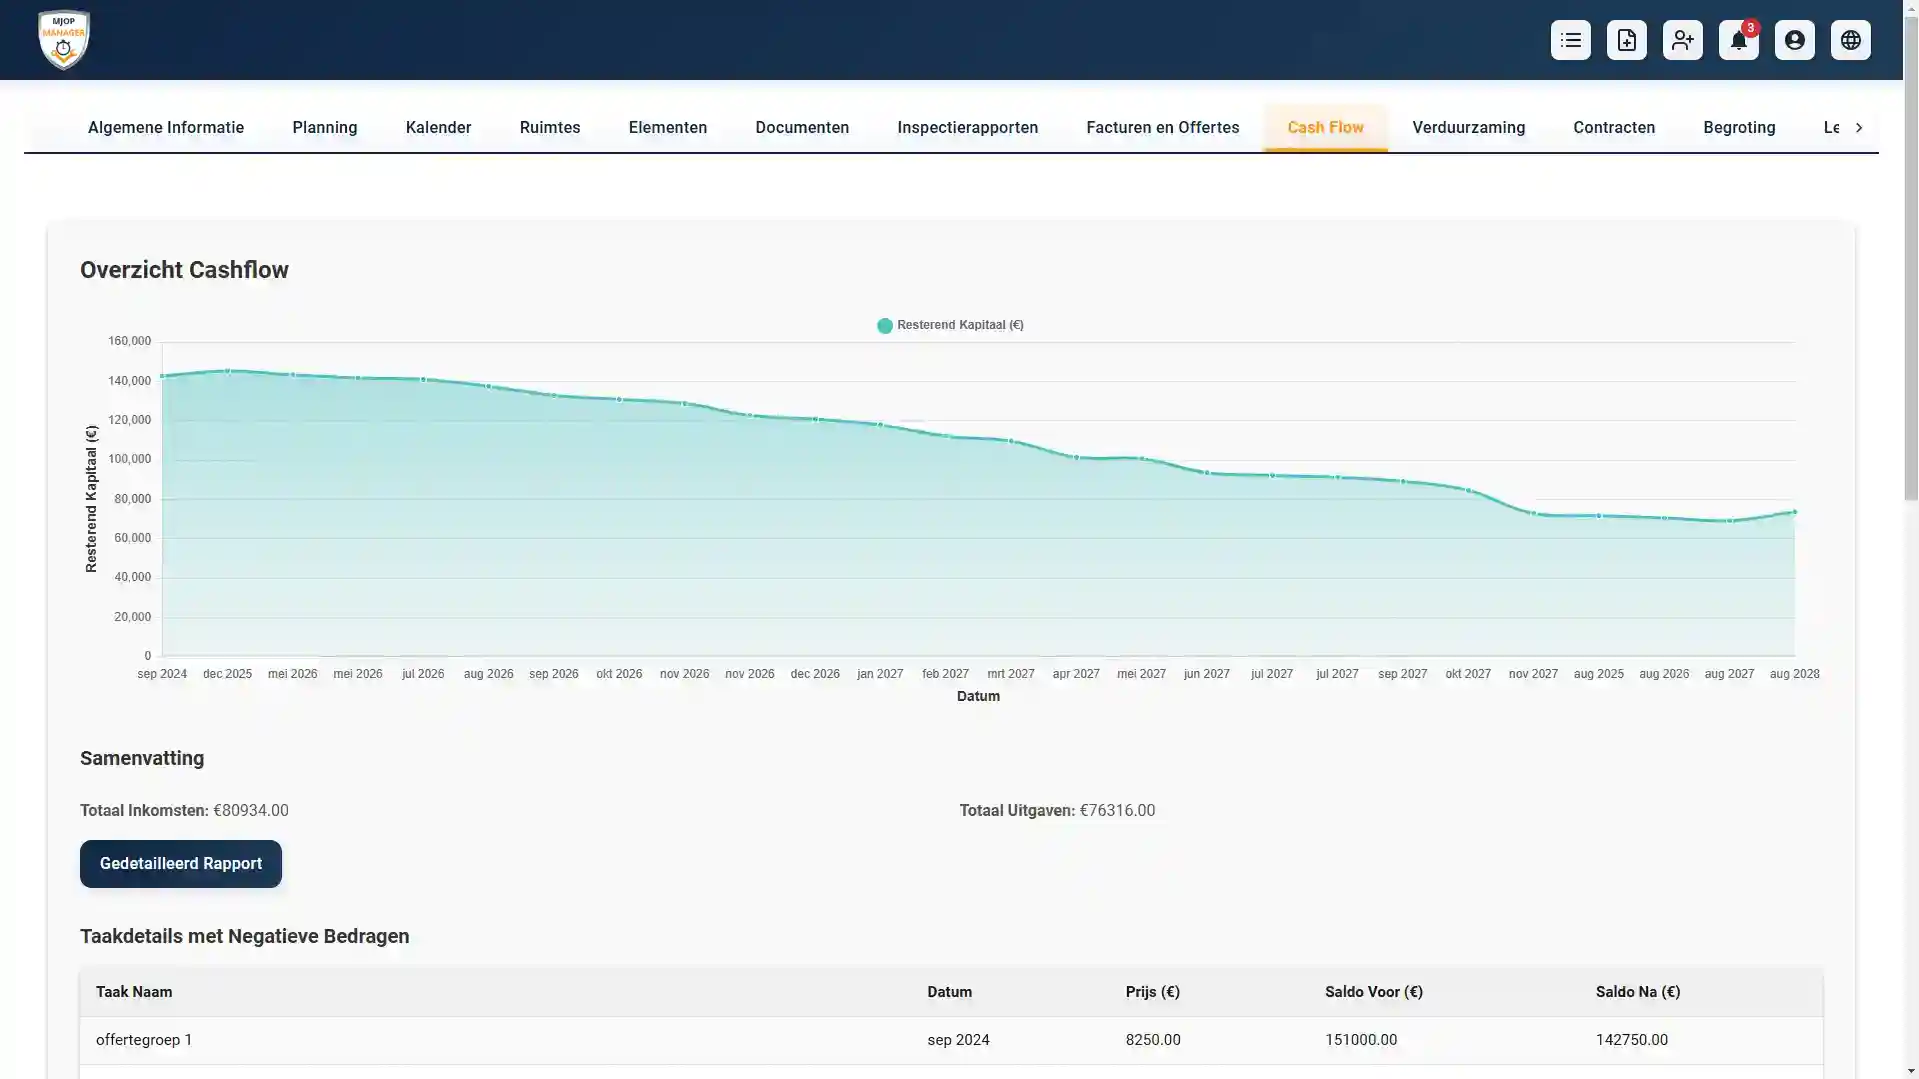 MJOP
MANAGER
3
Algemene Informatie Planning Kalender Ruimtes Elementen Documenten Inspectierapporten Facturen en Offertes Cash Flow Verduurzaming Contracten Begroting Le
Overzicht Cashflow
Resterend Kapitaal (€)
160,000
140,000
120,000
100,000
80,000
60,000
40,000
20,000
0
Resterend Kapitaal (€)
sep 2024 dec 2025 mei 2026 mei 2026 jul 2026 aug 2026 sep 2026 okt 2026 nov 2026 nov 2026 dec 2026 jan 2027 feb 2027 mrt 2027 apr 2027 mei 2027 jun 2027 jul 2027 jul 2027 sep 2027 okt 2027 nov 2027 aug 2025 aug 2026 aug 2027 aug 2028
Datum
Samenvatting
Totaal Inkomsten: €80934.00 Totaal Uitgaven: €76316.00
Gedetailleerd Rapport
Taakdetails met Negatieve Bedragen
Taak Naam Datum Prijs (€) Saldo Voor (€) Saldo Na (€)
offertegroep 1 sep 2024 8250.00 151000.00 142750.00